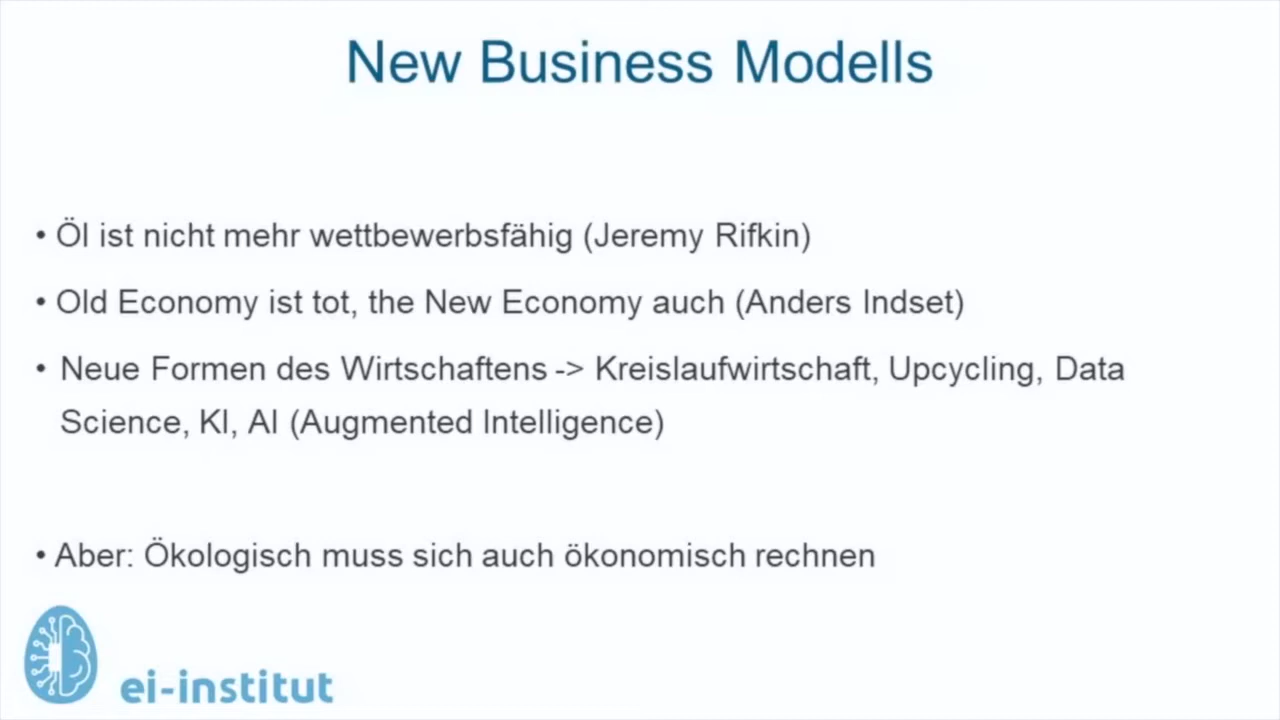 New Business Modells
• Öl ist nicht mehr wettbewerbsfähig (Jeremy Rifkin)
• Old Economy ist tot, the New Economy auch (Anders Indset)
• Neue Formen des Wirtschaftens -> Kreislaufwirtschaft, Upcycling, Data
Science, KI, AI (Augmented Intelligence)
• Aber: Ökologisch muss sich auch ökonomisch rechnen
ei-institut